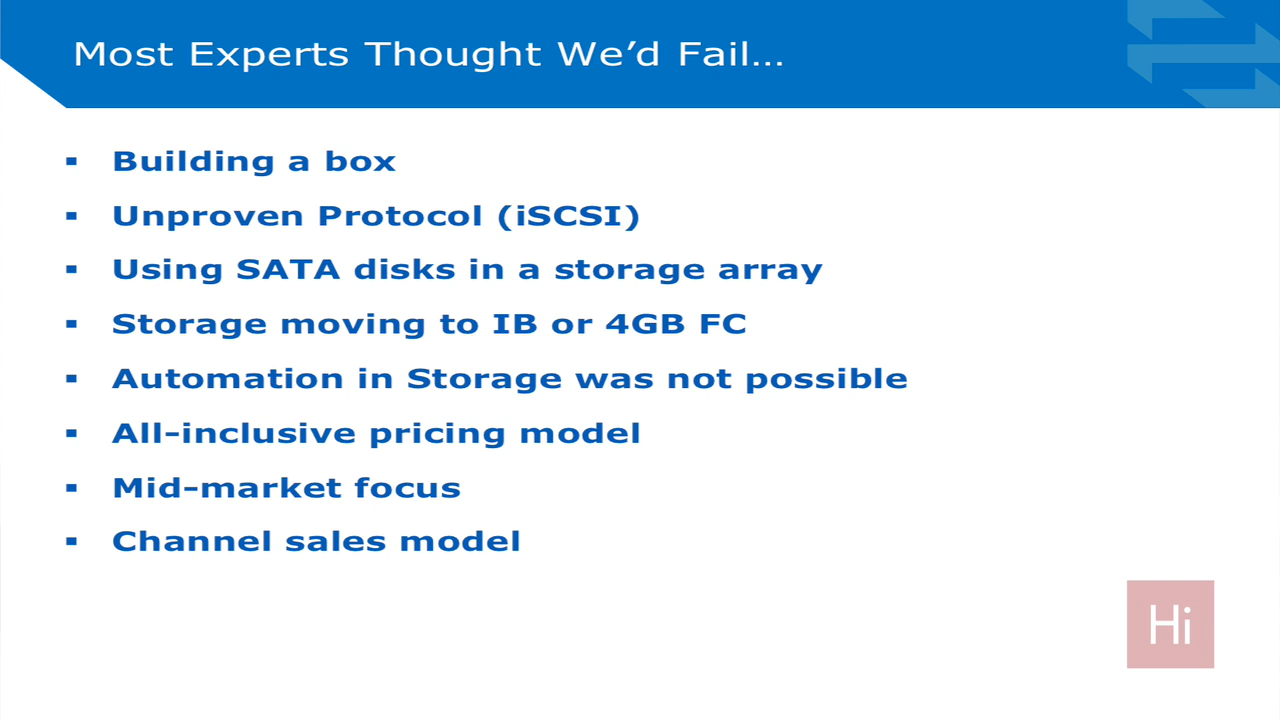 Most Experts Thought We’d Fail…
▪ Building a box
▪ Unproven Protocol (iSCSI)
▪ Using SATA disks in a storage array
▪ Storage moving to IB or 4GB FC
▪ Automation in Storage was not possible
▪ All-inclusive pricing model
▪ Mid-market focus
▪ Channel sales model
Hi